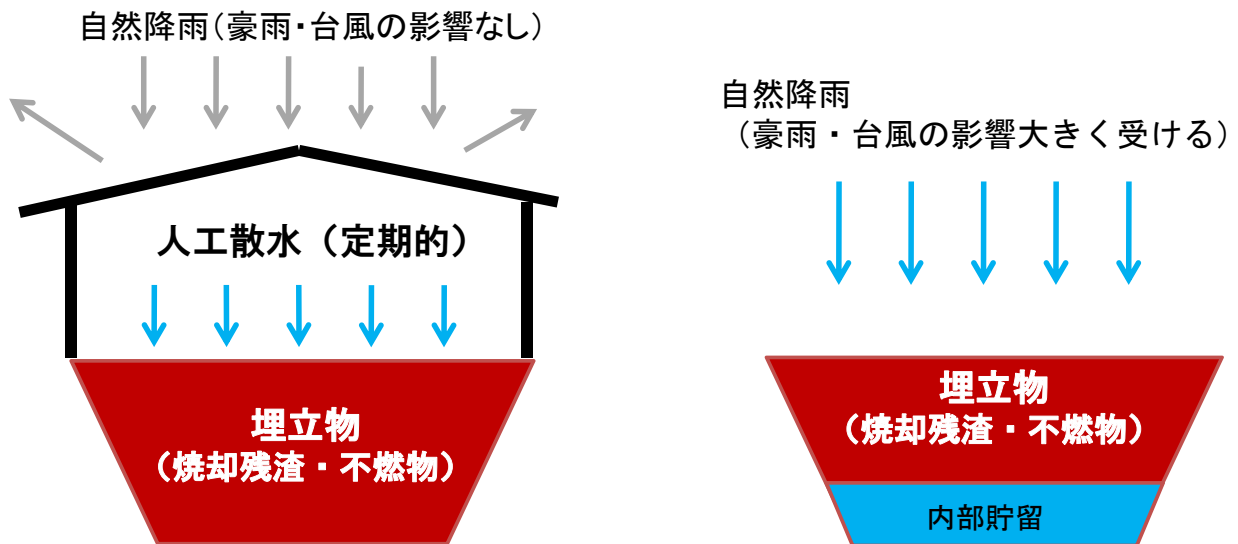 自然降雨（豪雨・台風の影響なし）
人工散水（定期的）
埋立物
（焼却残渣・不燃物）
自然降雨
（豪雨・台風の影響大きく受ける）
埋立物
（焼却残渣・不燃物）
内部貯留